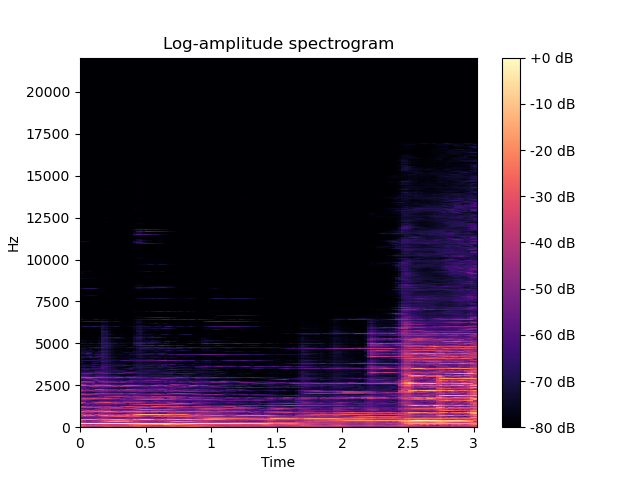 Log-amplitude spectrogram
Hz
20000
17500
15000
12500
10000
7500
5000
2500
0
0 0.5 1 1.5 2 2.5 3
Time
+0 dB
-10 dB
-20 dB
-30 dB
-40 dB
-50 dB
-60 dB
-70 dB
-80 dB